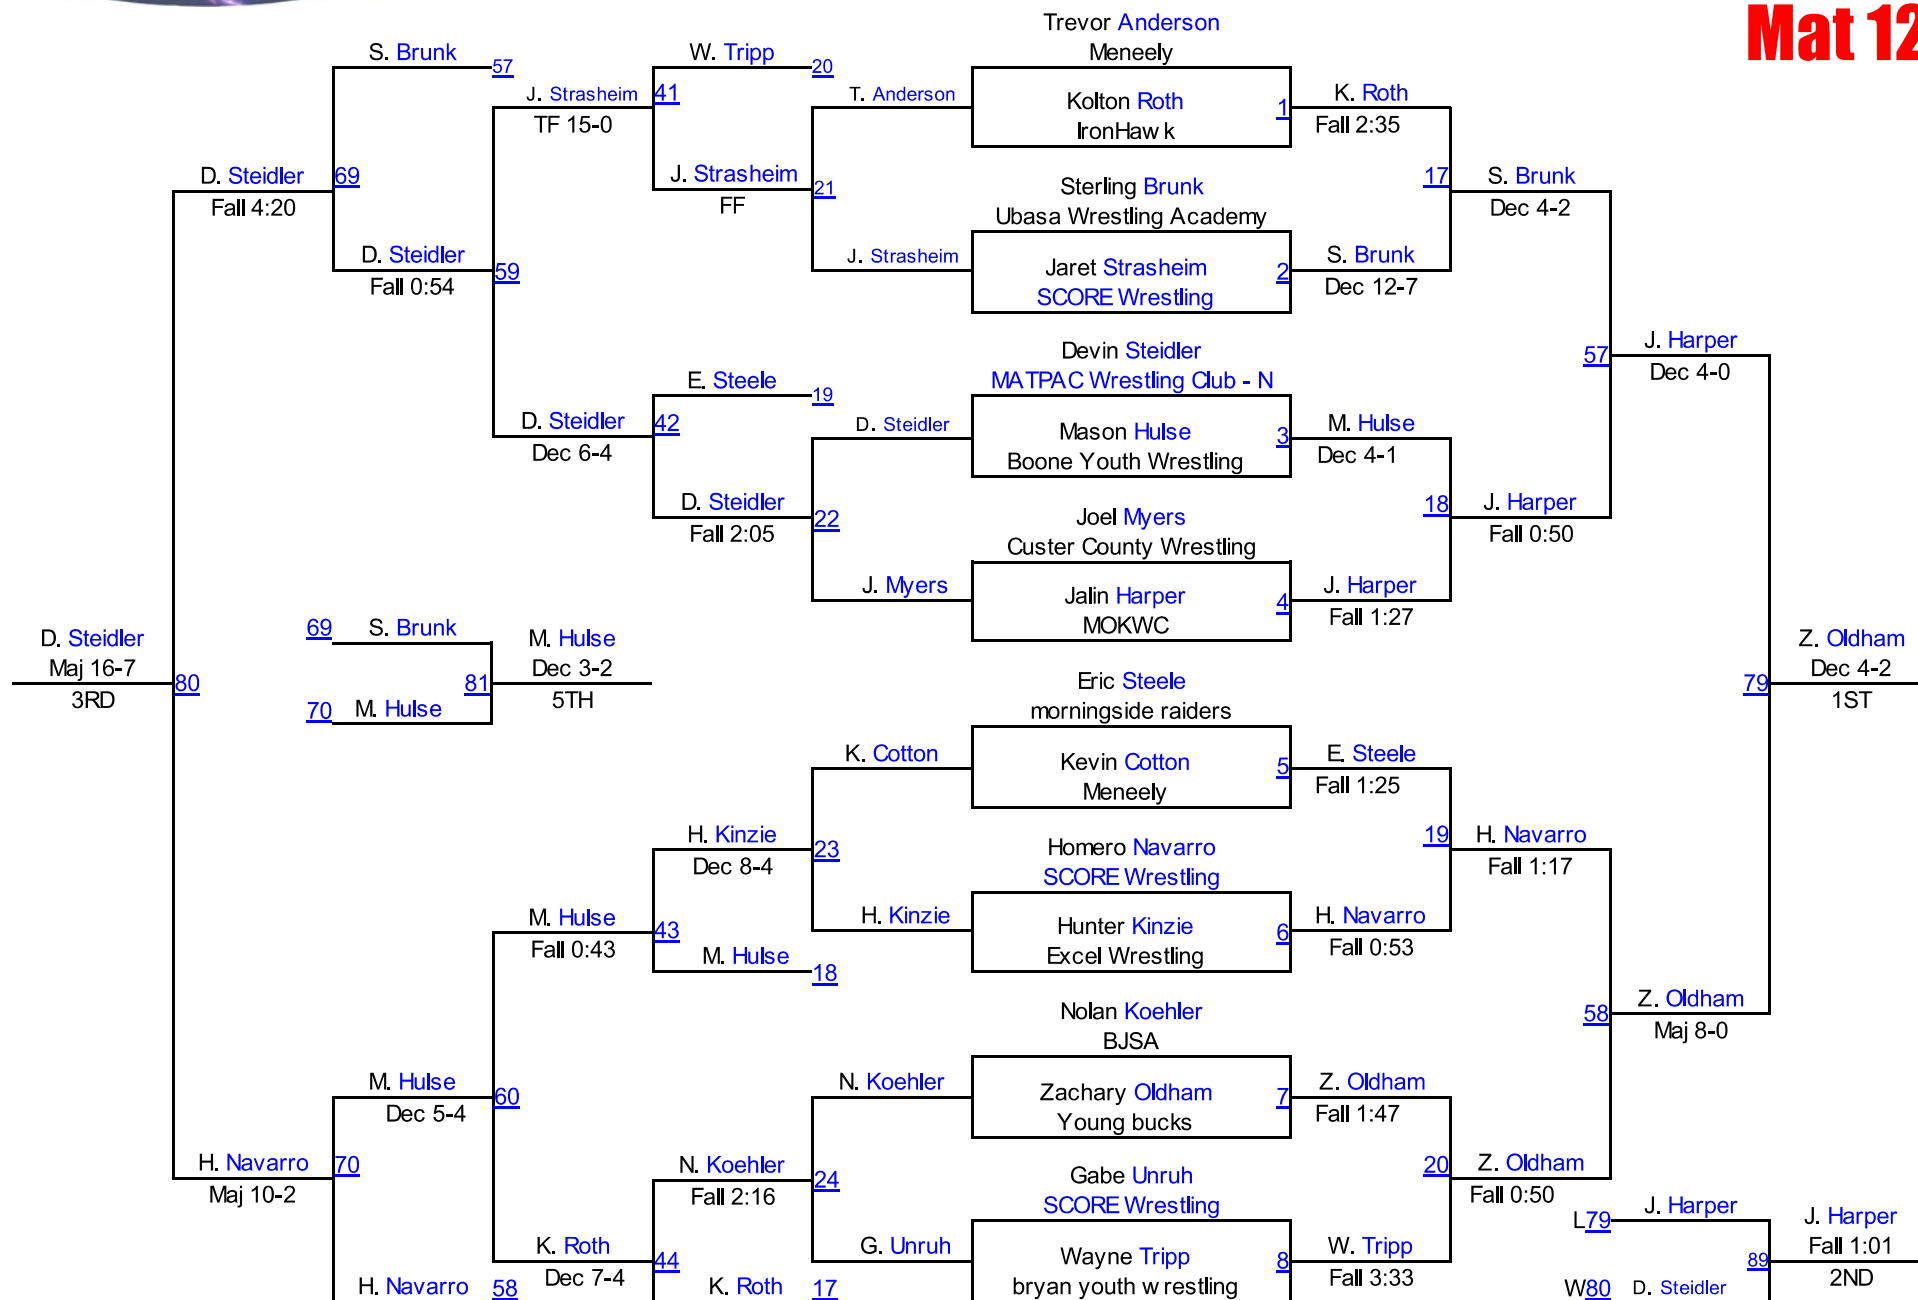 Mat 12
Trevor Anderson
Meneely
S. Brunk
57
W. Tripp
20
J. Strasheim
41
TF 15-0
T. Anderson
Kolton Roth
IronHaw k
1
K. Roth
Fall 2:35
D. Steidler
69
Fall 4:20
J. Strasheim
FF
21
Sterling Brunk
Ubasa Wrestling Academy
17
S. Brunk
Dec 4-2
D. Steidler
Fall 0:54
59
J. Strasheim
Jaret Strasheim
SCORE Wrestling
2
S. Brunk
Dec 12-7
Devin Steidler
MATPAC Wrestling Club - N
57
J. Harper
Dec 4-0
E. Steele
19
D. Steidler
42
Dec 6-4
D. Steidler
Mason Hulse
Boone Youth Wrestling
3
M. Hulse
Dec 4-1
D. Steidler
Fall 2:05
22
Joel Myers
Custer County Wrestling
18
J. Harper
Fall 0:50
J. Myers
Jalin Harper
MOKWC
4
J. Harper
Fall 1:27
D. Steidler
Maj 16-7
3RD
80
69
S. Brunk
70
M. Hulse
81
M. Hulse
Dec 3-2
5TH
Eric Steele
morningside raiders
79
Z. Oldham
Dec 4-2
1ST
K. Cotton
Kevin Cotton
Meneely
5
E. Steele
Fall 1:25
H. Kinzie
Dec 8-4
23
Homero Navarro
SCORE Wrestling
19
H. Navarro
Fall 1:17
M. Hulse
Fall 0:43
43
M. Hulse
18
H. Kinzie
Hunter Kinzie
Excel Wrestling
6
H. Navarro
Fall 0:53
Nolan Koehler
BJSA
58
Z. Oldham
Maj 8-0
M. Hulse
Dec 5-4
60
N. Koehler
Zachary Oldham
Young bucks
7
Z. Oldham
Fall 1:47
H. Navarro
Maj 10-2
70
N. Koehler
Fall 2:16
24
Gabe Unruh
SCORE Wrestling
20
Z. Oldham
Fall 0:50
L79
J. Harper
J. Harper
Fall 1:01
2ND
89
K. Roth
Dec 7-4
44
G. Unruh
Wayne Tripp
bryan youth w restling
8
W. Tripp
Fall 3:33
H. Navarro
58
K. Roth
17
W80
D. Steidler